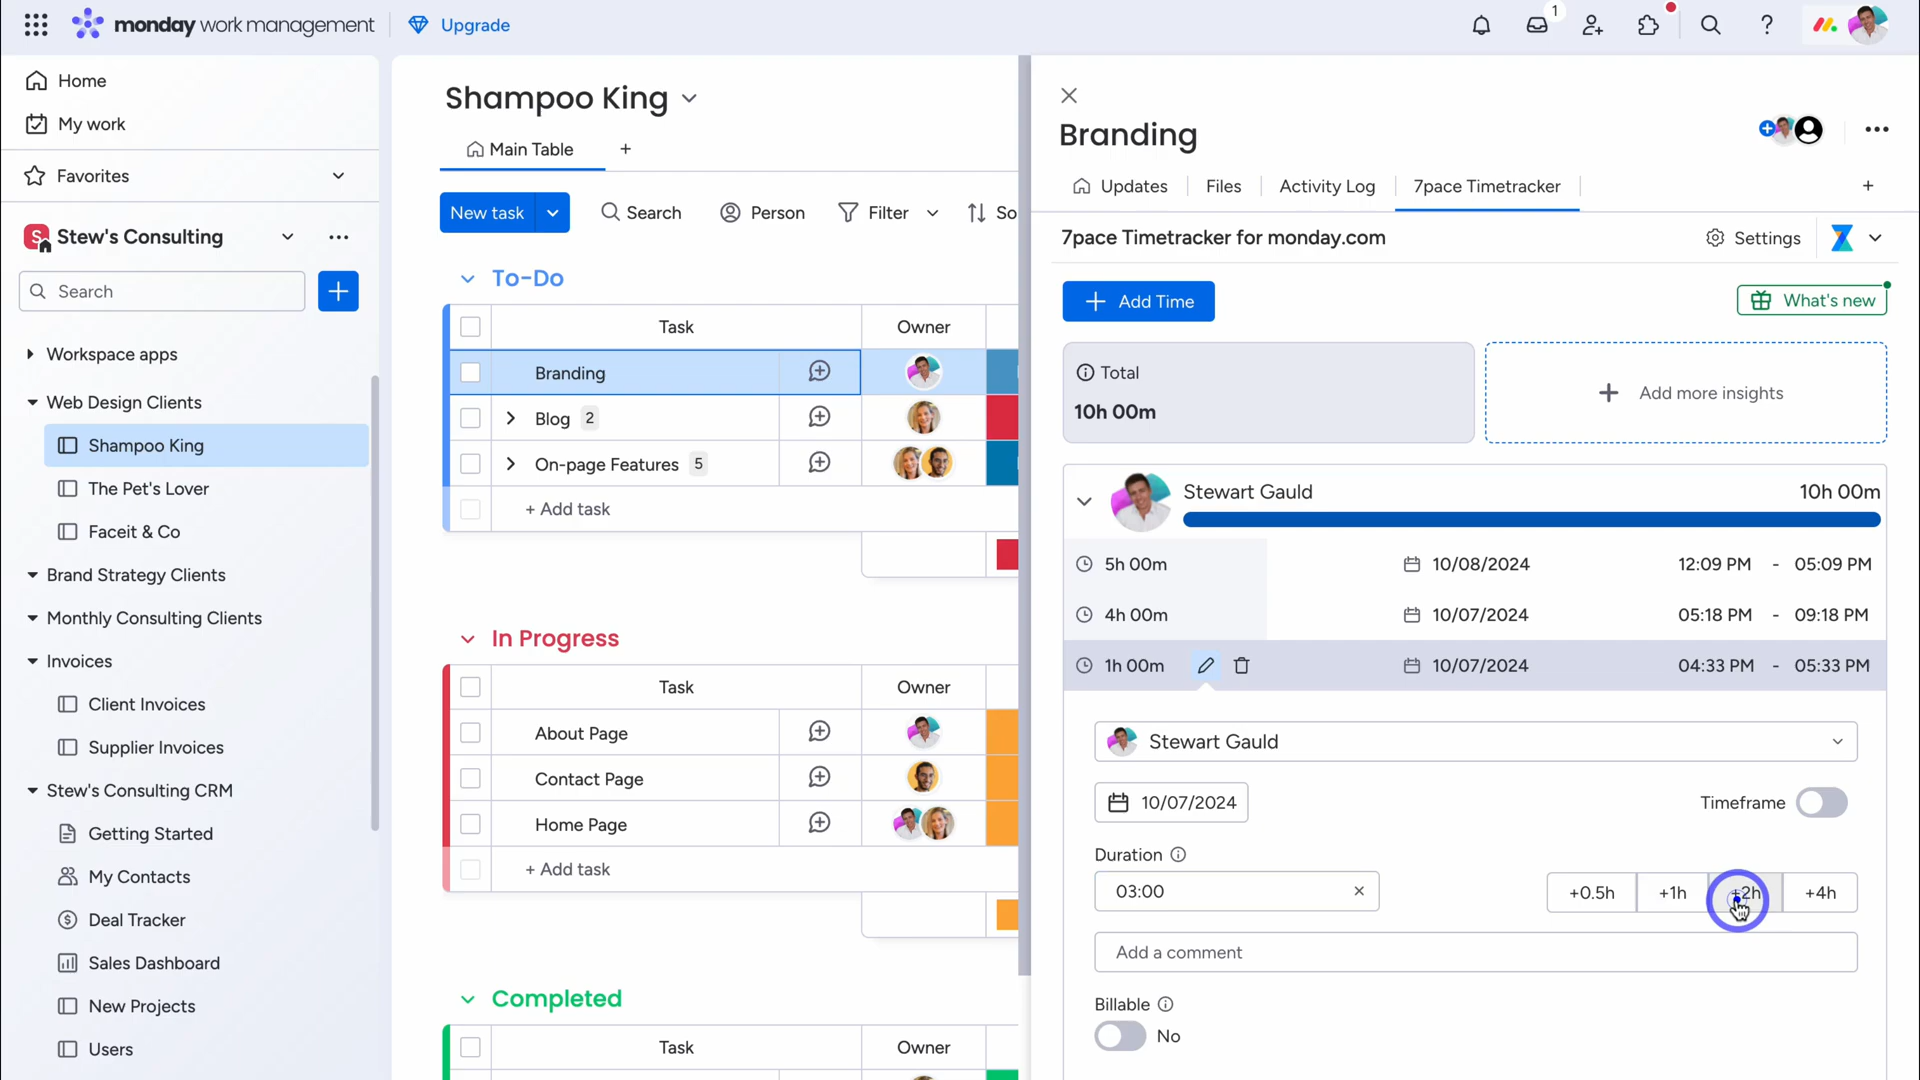 monday work management
Upgrade
1
Home
My work
Favorites
S Stew's Consulting
Search
Workspace apps
Web Design Clients
Shampoo King
The Pet's Lover
Faceit & Co
Brand Strategy Clients
Monthly Consulting Clients
Invoices
Client Invoices
Supplier Invoices
Stew's Consulting CRM
Getting Started
My Contacts
Deal Tracker
Sales Dashboard
New Projects
Users
Shampoo King
Main Table +
New task
Search
Person
Filter
So
To-Do
Task Owner
Branding
Blog 2
On-page Features 5
+ Add task
In Progress
Task Owner
About Page
Contact Page
Home Page
+ Add task
Completed
Task Owner
Branding
Updates Files Activity Log 7pace Timetracker +
7pace Timetracker for monday.com Settings
+ Add Time
What's new
Total
10h 00m
+ Add more insights
Stewart Gauld 10h 00m
5h 00m 10/08/2024 12:09 PM - 05:09 PM
4h 00m 10/07/2024 05:18 PM - 09:18 PM
1h 00m 10/07/2024 04:33 PM - 05:33 PM
Stewart Gauld
10/07/2024 Timeframe
Duration
03:00 +0.5h +1h +2h +4h
Add a comment
Billable
No